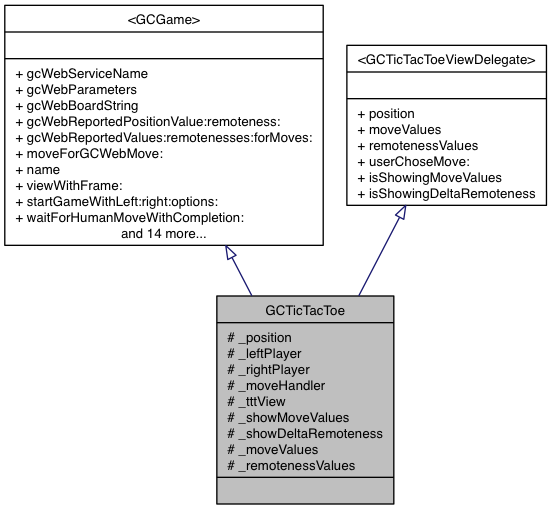 <GCGame>
+ gcWebServiceName
+ gcWebParameters
+ gcWebBoardString
+ gcWebReportedPositionValue:remoteness:
+ gcWebReportedValues:remotenesses:forMoves:
+ moveForGCWebMove:
+ name
+ viewWithFrame:
+ startGameWithLeft:right:options:
+ waitForHumanMoveWithCompletion:
and 14 more...
<GCTicTacToeViewDelegate>
+ position
+ moveValues
+ remotenessValues
+ userChoseMove:
+ isShowingMoveValues
+ isShowingDeltaRemoteness
GCTicTacToe
# _position
# _leftPlayer
# _rightPlayer
# _moveHandler
# _tttView
# _showMoveValues
# _showDeltaRemoteness
# _moveValues
# _remotenessValues